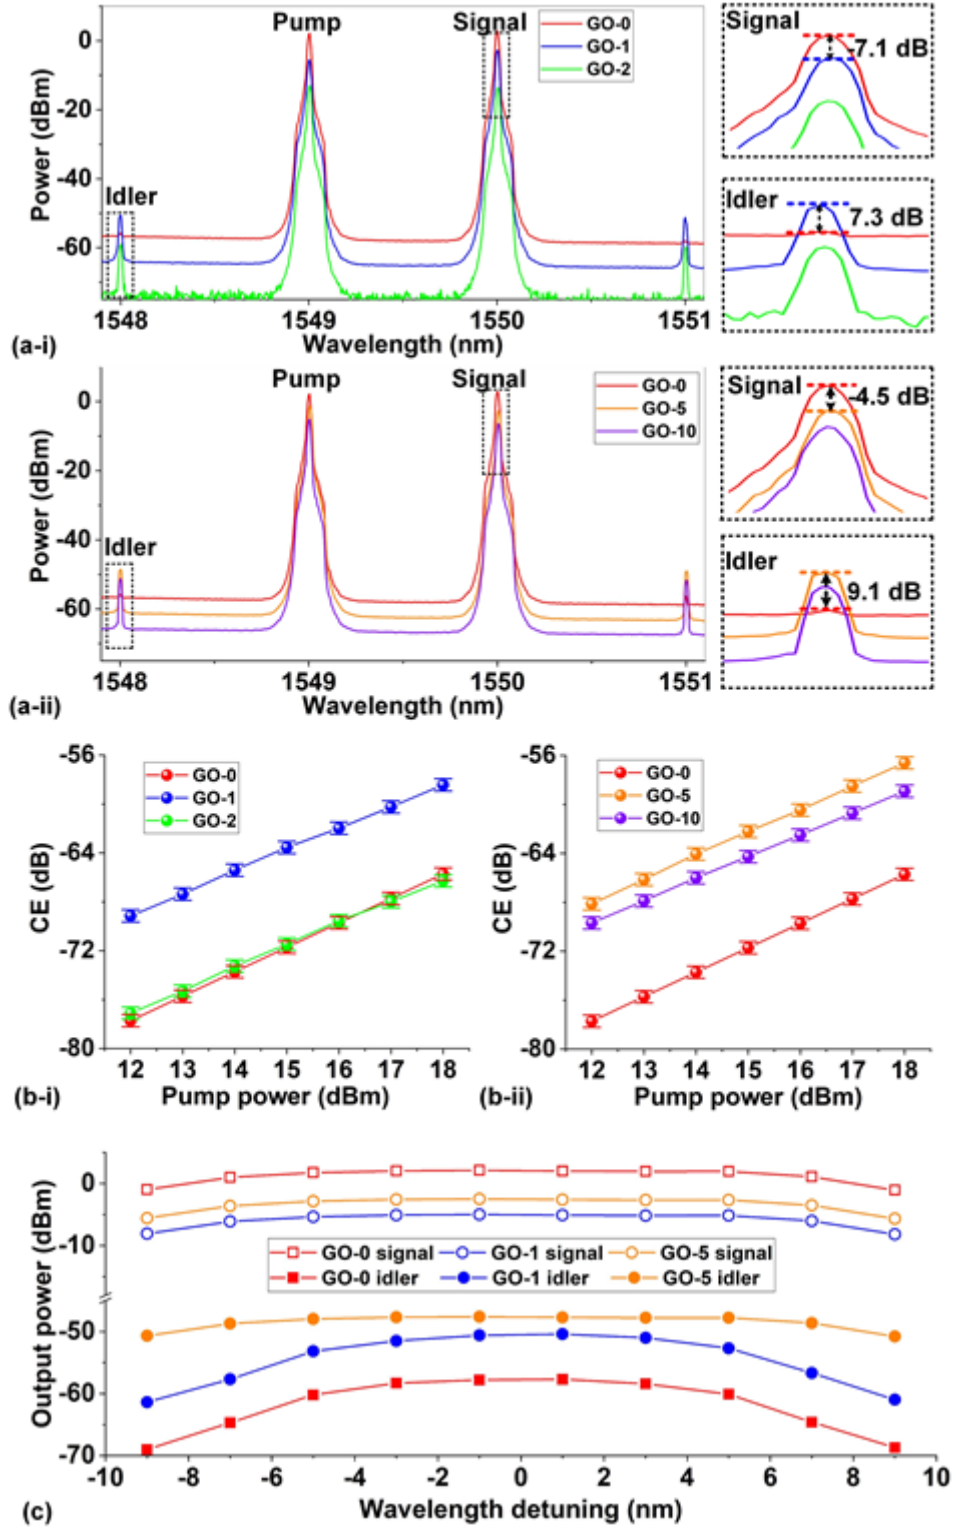 Pump
Signal
GO-0
GO-1
GO-2
0
-20
-40
-60
Power (dBm)
Idler
1548
1549
1550
1551
Wavelength (nm)
(a-i)
Signal
-7.1 dB
Idler
7.3 dB
Pump
Signal
GO-0
GO-5
GO-10
0
-20
-40
-60
Power (dBm)
Idler
1548
1549
1550
1551
Wavelength (nm)
(a-ii)
Signal
-4.5 dB
Idler
9.1 dB
-56
-64
-72
-80
CE (dB)
GO-0
GO-1
GO-2
12 13 14 15 16 17 18
Pump power (dBm)
(b-i)
-56
-64
-72
-80
CE (dB)
GO-0
GO-5
GO-10
12 13 14 15 16 17 18
Pump power (dBm)
(b-ii)
0
-10
-50
-60
-70
Output power (dBm)
GO-0 signal GO-1 signal GO-5 signal
GO-0 idler GO-1 idler GO-5 idler
-10 -8 -6 -4 -2 0 2 4 6 8 10
Wavelength detuning (nm)
(c)